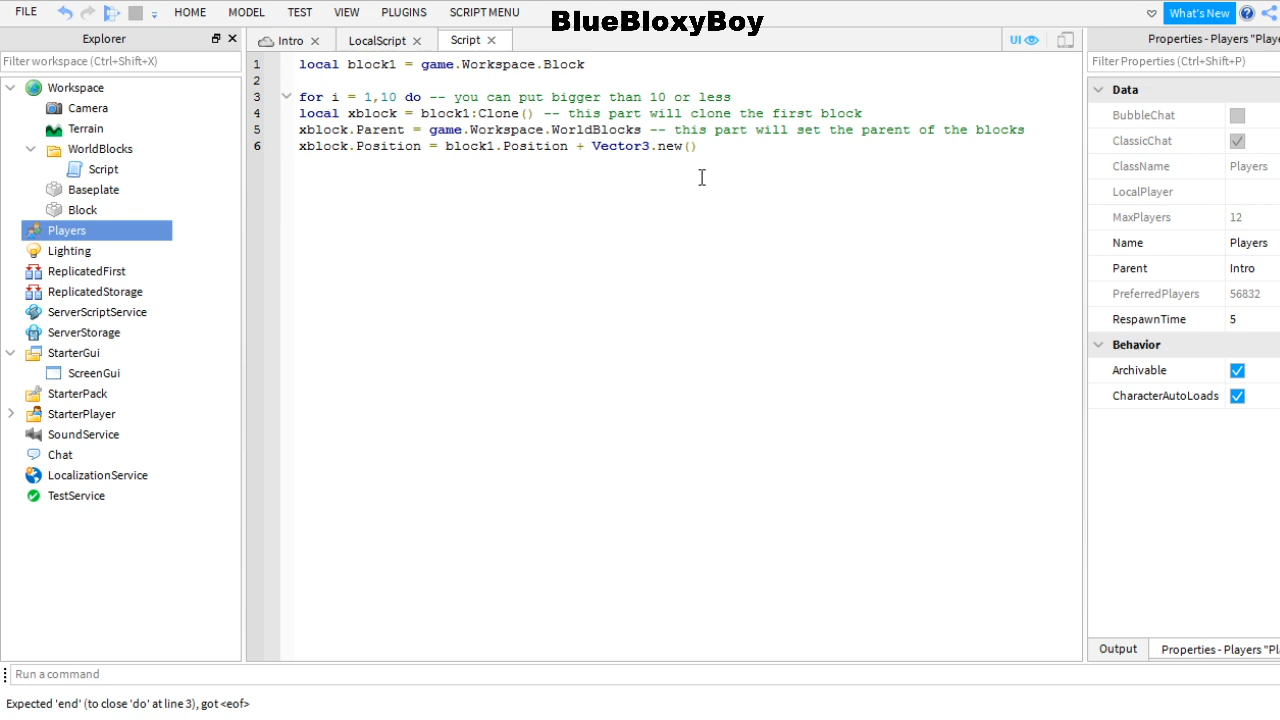 FILE HOME MODEL TEST VIEW PLUGINS SCRIPT MENU BlueBloxyBoy What's New
Explorer
Filter workspace (Ctrl+Shift+X)
Workspace
Camera
Terrain
WorldBlocks
Script
Baseplate
Block
Players
Lighting
ReplicatedFirst
ReplicatedStorage
ServerScriptService
ServerStorage
StarterGui
ScreenGui
StarterPack
StarterPlayer
SoundService
Chat
LocalizationService
TestService
Intro LocalScript Script UI
1 local block1 = game.Workspace.Block
2
3 for i = 1,10 do -- you can put bigger than 10 or less
4 local xblock = block1:Clone() -- this part will clone the first block
5 xblock.Parent = game.Workspace.WorldBlocks -- this part will set the parent of the blocks
6 xblock.Position = block1.Position + Vector3.new()
Properties - Players "Playe
Filter Properties (Ctrl+Shift+P)
Data
BubbleChat
ClassicChat
ClassName Players
LocalPlayer
MaxPlayers 12
Name Players
Parent Intro
PreferredPlayers 56832
RespawnTime 5
Behavior
Archivable
CharacterAutoLoads
Output Properties - Players "Pl
Run a command
Expected 'end' (to close 'do' at line 3), got <eof>